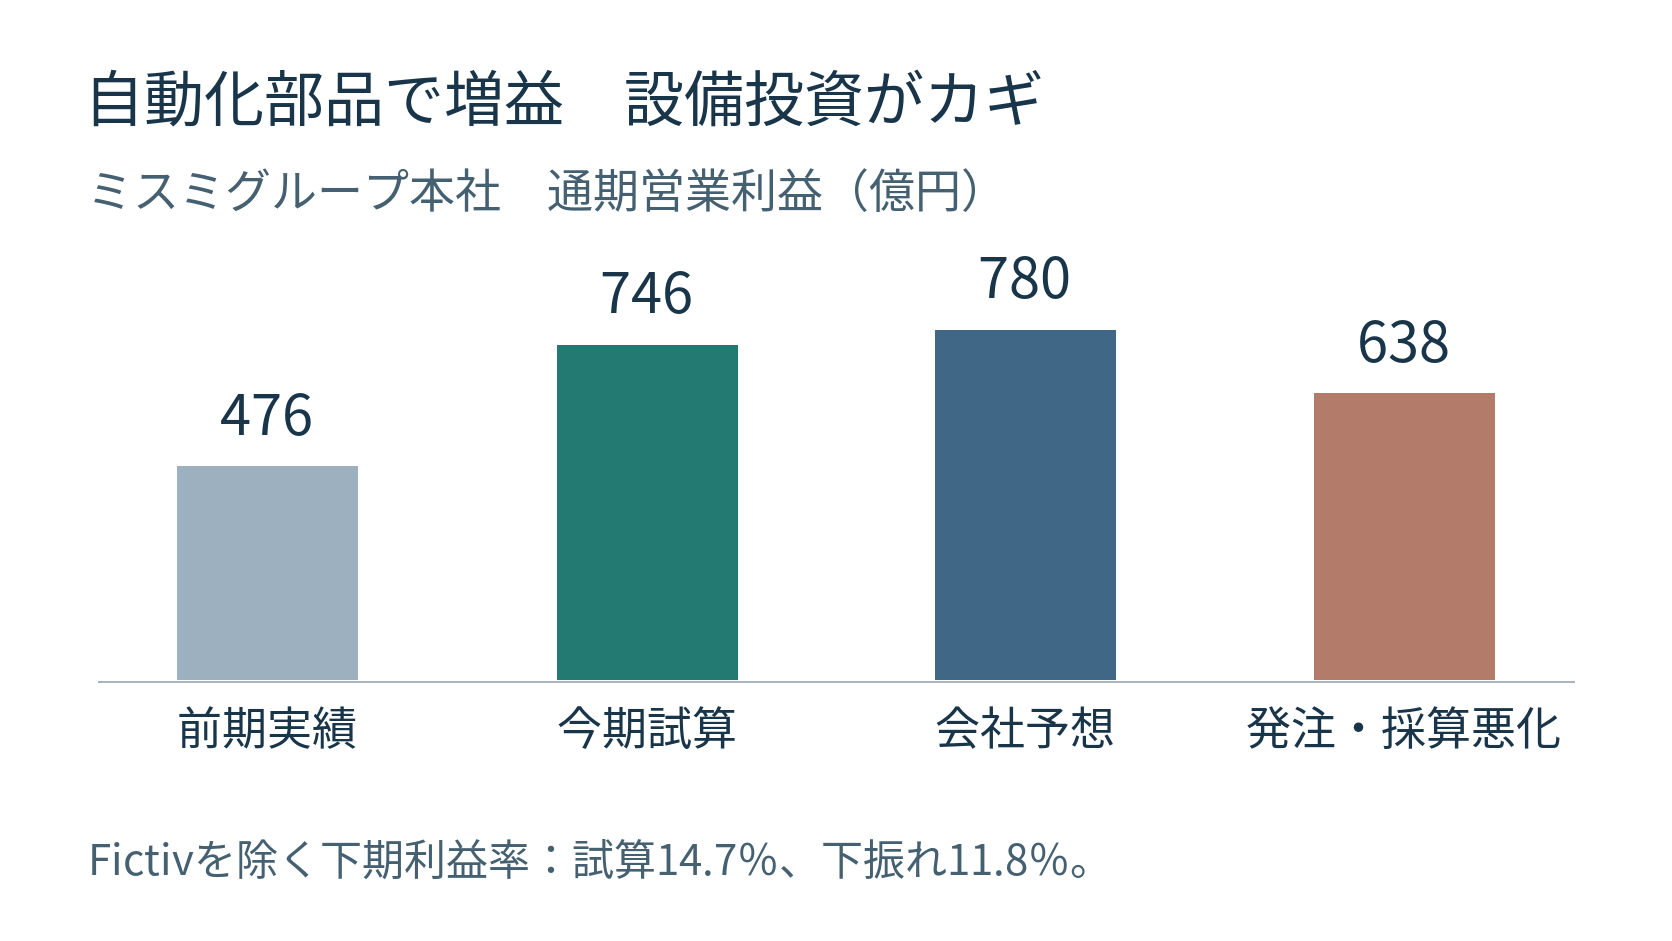 自動化部品で増益　設備投資がカギ
ミスミグループ本社　通期営業利益（億円）
476
746
780
638
前期実績
今期試算
会社予想
発注・採算悪化
Fictivを除く下期利益率：試算14.7%、下振れ11.8%。